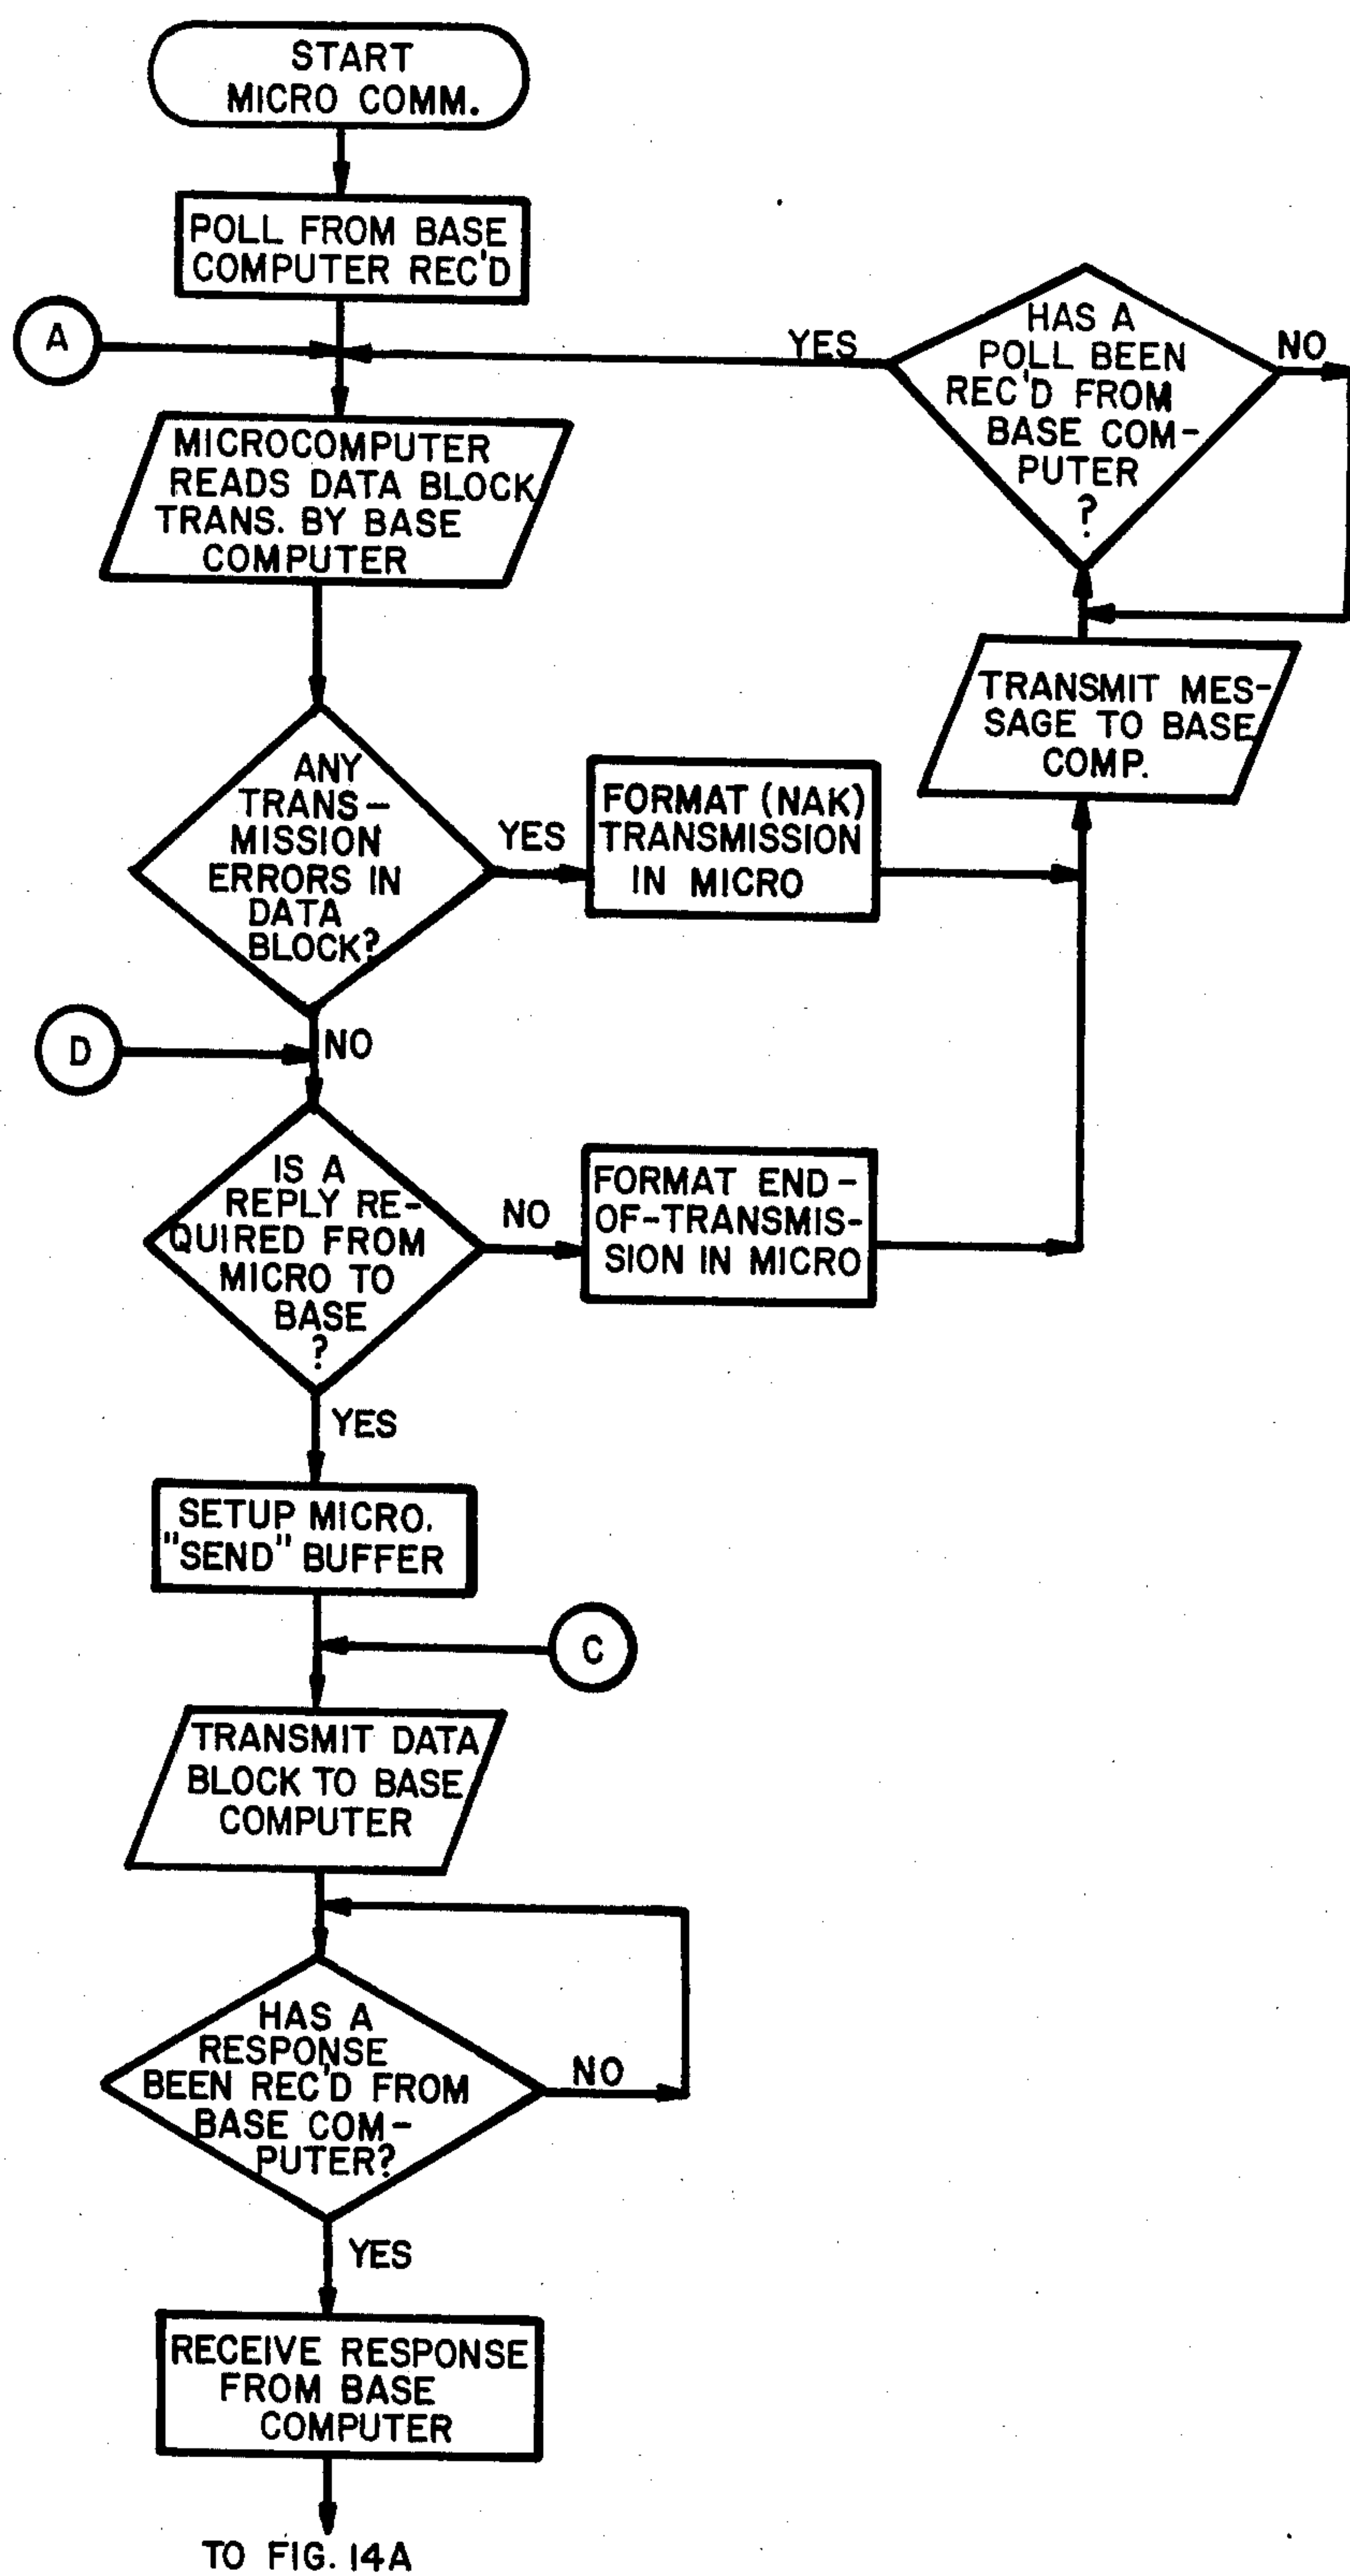 START
MICRO COMM.
POLL FROM BASE
COMPUTER REC'D
A
YES
HAS A
POLL BEEN
REC'D FROM
BASE COM-
PUTER
?
NO
MICROCOMPUTER
READS DATA BLOCK
TRANS. BY BASE
COMPUTER
TRANSMIT MES-
SAGE TO BASE
COMP.
ANY
TRANS-
MISSION
ERRORS IN
DATA
BLOCK?
YES
FORMAT (NAK)
TRANSMISSION
IN MICRO
D
NO
IS A
REPLY RE-
QUIRED FROM
MICRO TO
BASE
?
NO
FORMAT END-
OF-TRANSMIS-
SION IN MICRO
YES
SETUP MICRO.
"SEND" BUFFER
C
TRANSMIT DATA
BLOCK TO BASE
COMPUTER
HAS A
RESPONSE
BEEN REC'D FROM
BASE COM-
PUTER?
NO
YES
RECEIVE RESPONSE
FROM BASE
COMPUTER
TO FIG. 14A